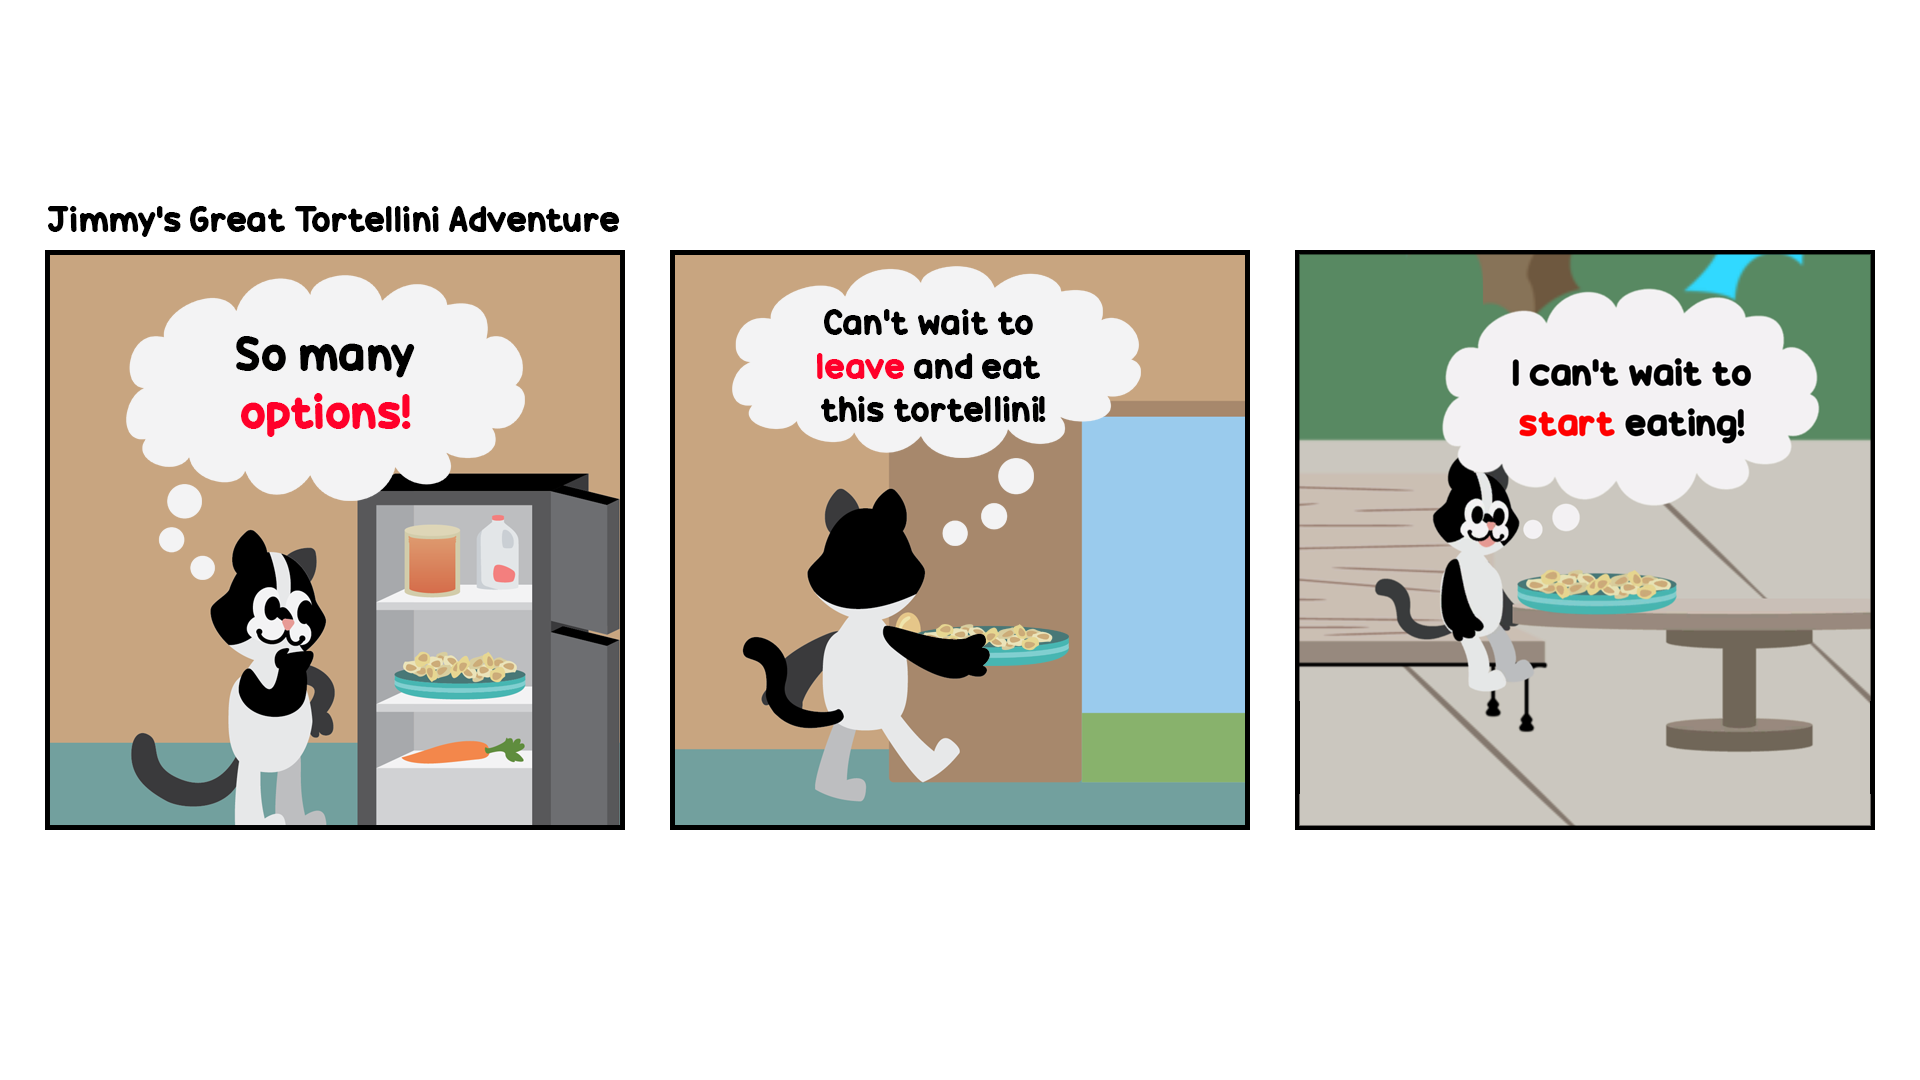 Jimmy's Great Tortellini Adventure
So many
options!
Can't wait to
leave and eat
this tortellini!
I can't wait to
start eating!